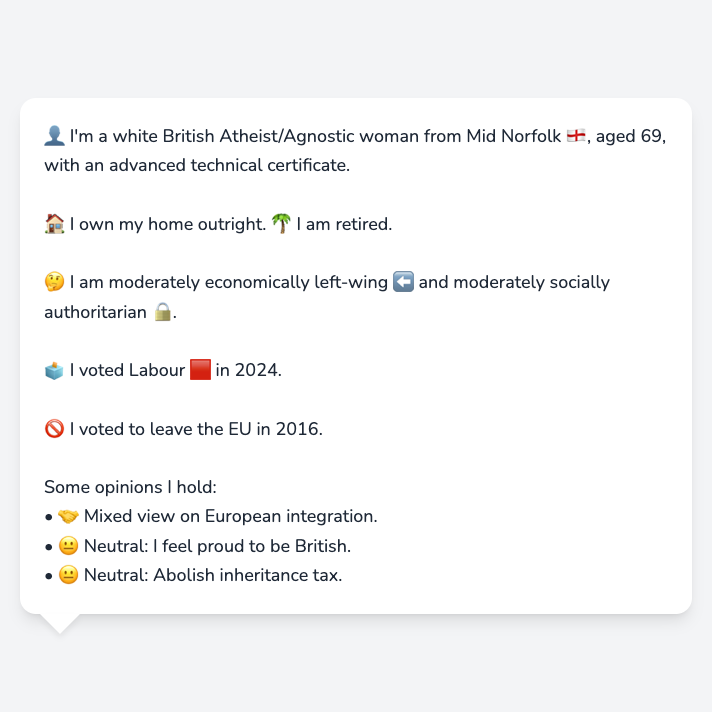 👤 I'm a white British Atheist/Agnostic woman from Mid Norfolk 🏴󠁧󠁢󠁥󠁮󠁧󠁿, aged 69,
with an advanced technical certificate.
🏠 I own my home outright. 🌴 I am retired.
🤔 I am moderately economically left-wing ⬅️ and moderately socially
authoritarian 🔒.
🗳️ I voted Labour 🟥 in 2024.
🚫 I voted to leave the EU in 2016.
Some opinions I hold:
• 🤝 Mixed view on European integration.
• 😐 Neutral: I feel proud to be British.
• 😐 Neutral: Abolish inheritance tax.